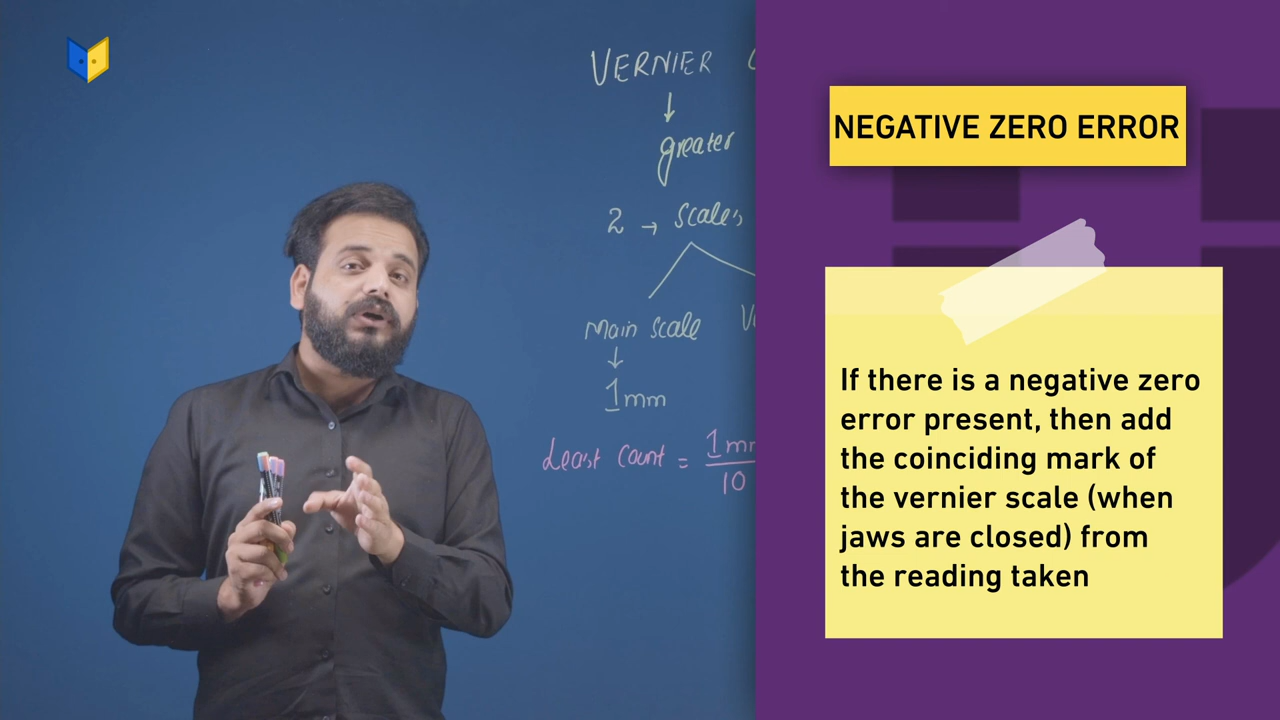 VERNIER
greater
2 → scales
Main scale
1mm
Least count = 1mm
10
NEGATIVE ZERO ERROR
If there is a negative zero
error present, then add
the coinciding mark of
the vernier scale (when
jaws are closed) from
the reading taken